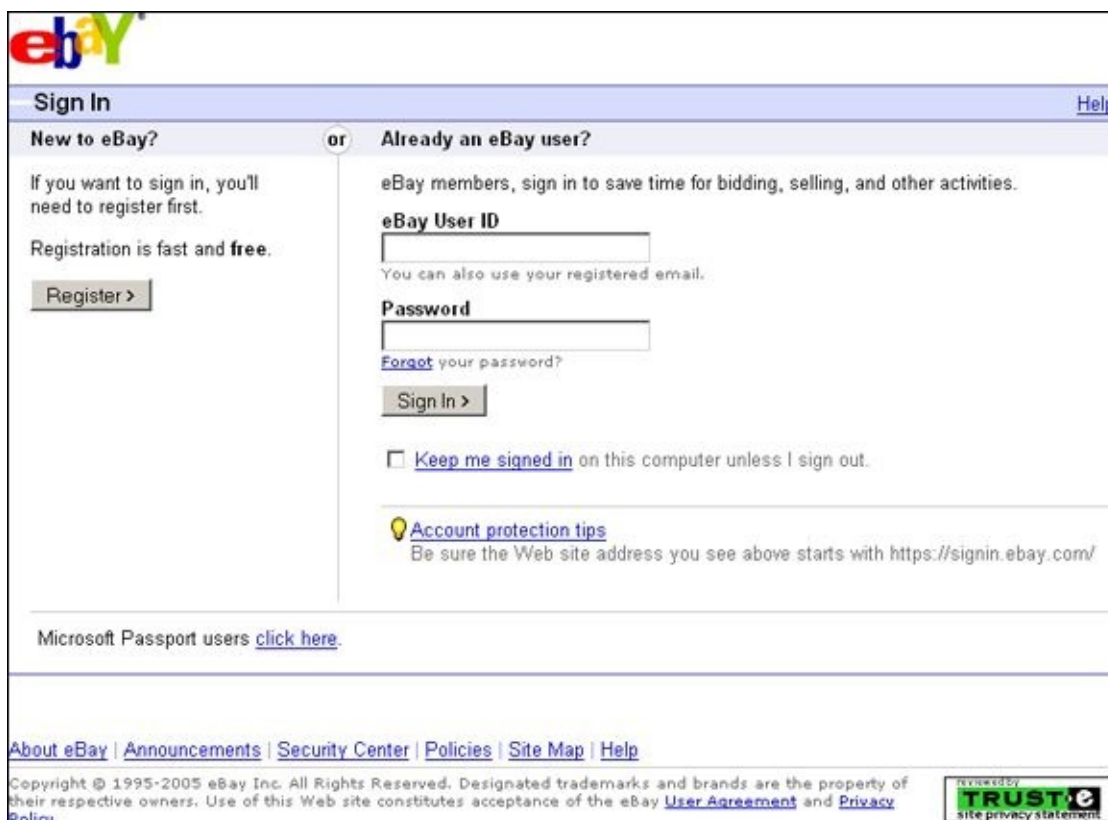 ebaY
Sign In
Help
New to eBay?
or
Already an eBay user?
If you want to sign in, you'll
need to register first.
Registration is fast and free.
Register >
eBay members, sign in to save time for bidding, selling, and other activities.
eBay User ID
You can also use your registered email.
Password
Forgot your password?
Sign In >
Keep me signed in on this computer unless I sign out.
Account protection tips
Be sure the Web site address you see above starts with https://signin.ebay.com/
Microsoft Passport users click here.
About eBay | Announcements | Security Center | Policies | Site Map | Help
Copyright © 1995-2005 eBay Inc. All Rights Reserved. Designated trademarks and brands are the property of
their respective owners. Use of this Web site constitutes acceptance of the eBay User Agreement and Privacy
Policy
reviewed by
TRUSTe
site privacy statement